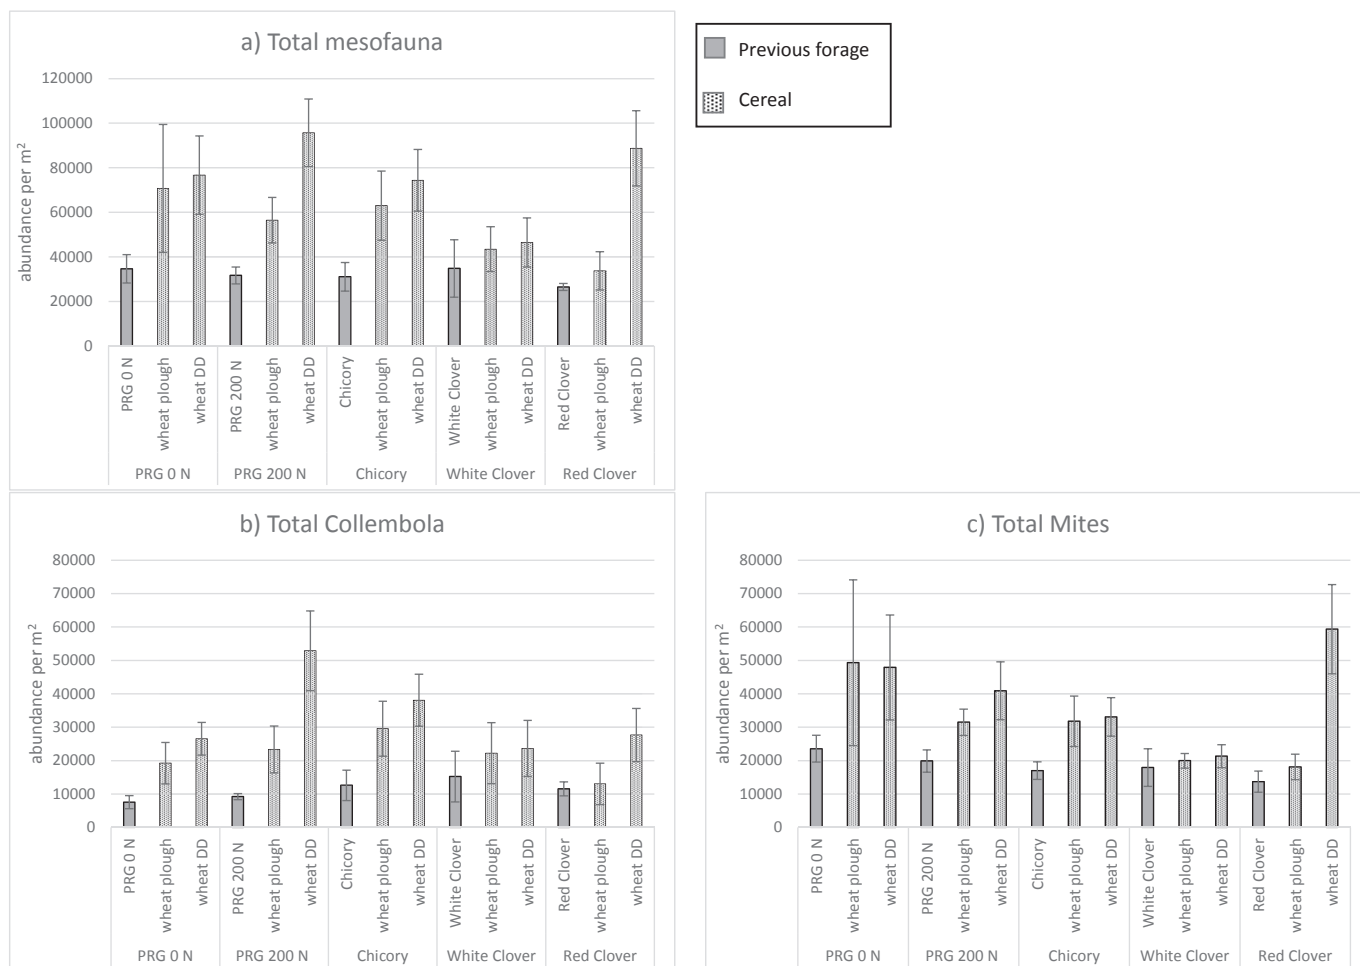 a) Total mesofauna
abundance per m2
120000
100000
80000
60000
40000
20000
0
PRG 0 N
wheat plough
wheat DD
PRG 200 N
wheat plough
wheat DD
Chicory
wheat plough
wheat DD
White Clover
wheat plough
wheat DD
Red Clover
wheat plough
wheat DD
PRG 0 N
PRG 200 N
Chicory
White Clover
Red Clover
Previous forage
Cereal
b) Total Collembola
abundance per m2
80000
70000
60000
50000
40000
30000
20000
10000
0
PRG 0 N
wheat plough
wheat DD
PRG 200 N
wheat plough
wheat DD
Chicory
wheat plough
wheat DD
White Clover
wheat plough
wheat DD
Red Clover
wheat plough
wheat DD
PRG 0 N
PRG 200 N
Chicory
White Clover
Red Clover
c) Total Mites
abundance per m2
80000
70000
60000
50000
40000
30000
20000
10000
0
PRG 0 N
wheat plough
wheat DD
PRG 200 N
wheat plough
wheat DD
Chicory
wheat plough
wheat DD
White Clover
wheat plough
wheat DD
Red Clover
wheat plough
wheat DD
PRG 0 N
PRG 200 N
Chicory
White Clover
Red Clover